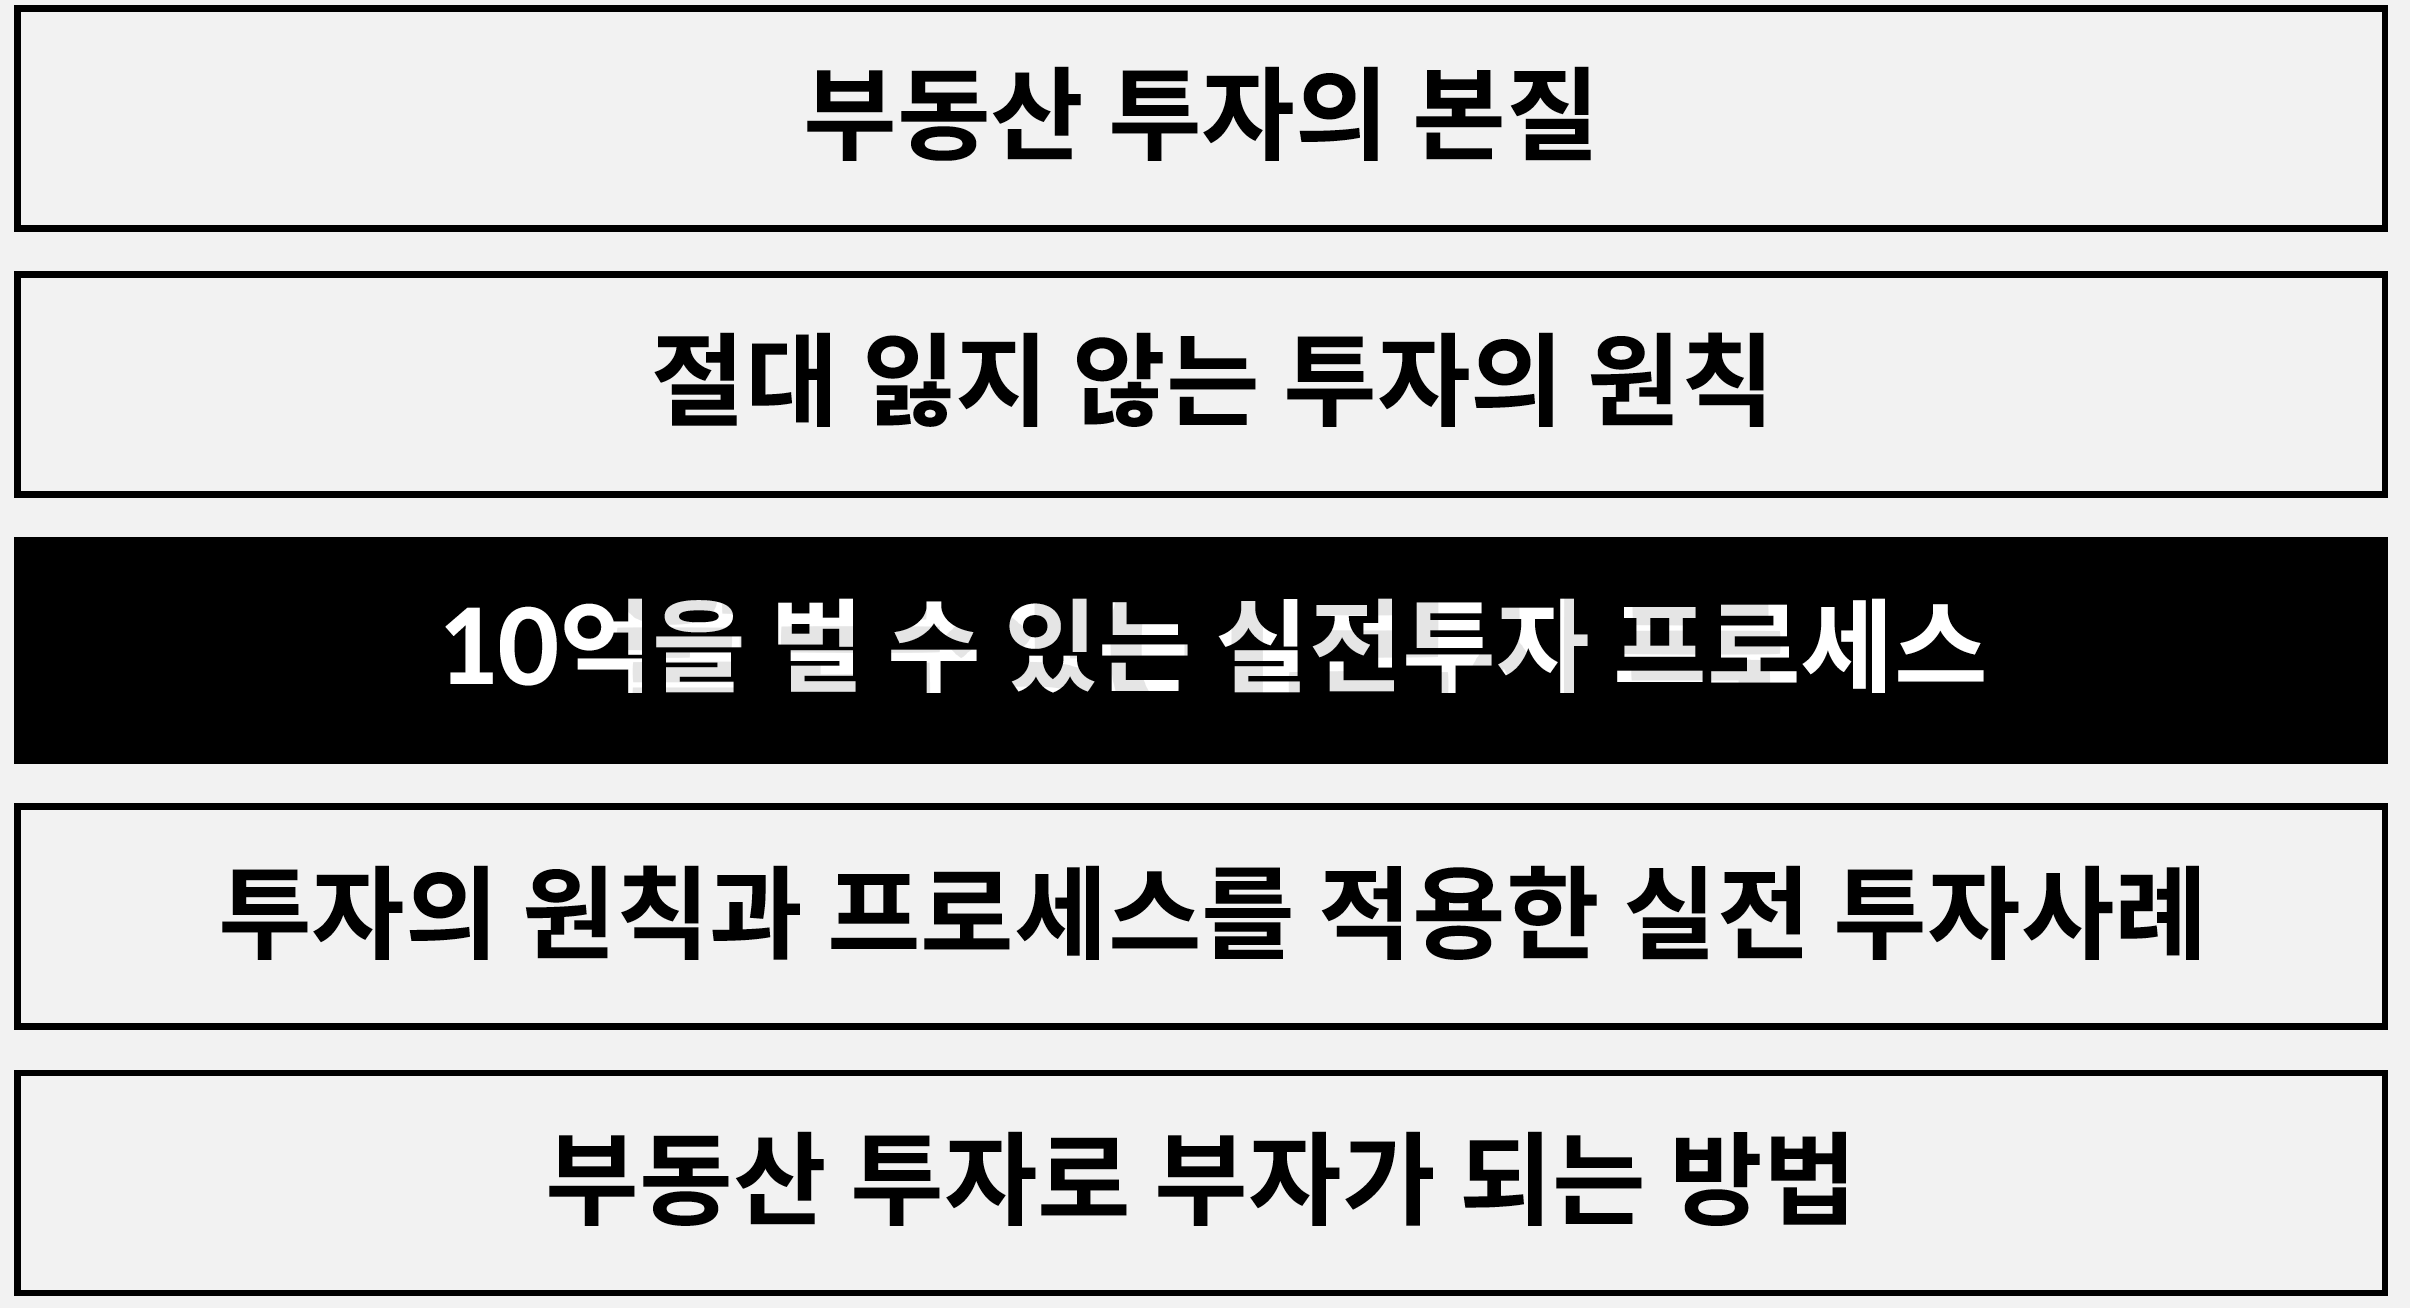 부동산 투자의 본질
절대 잃지 않는 투자의 원칙
10억을 벌 수 있는 실전투자 프로세스
투자의 원칙과 프로세스를 적용한 실전 투자사례
부동산 투자로 부자가 되는 방법